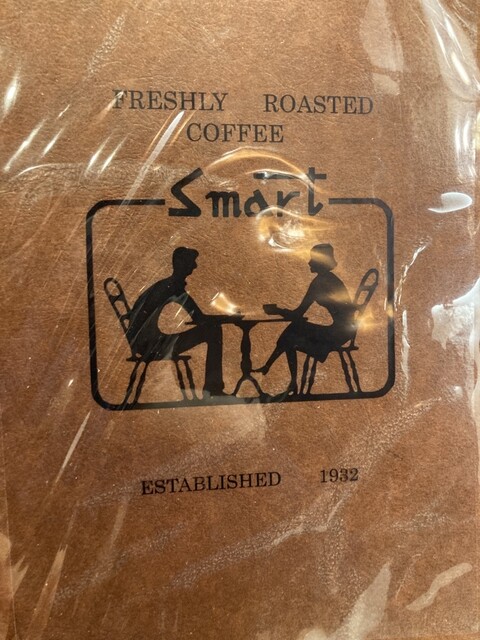 FRESHLY ROASTED
COFFEE
Smart
ESTABLISHED 1932